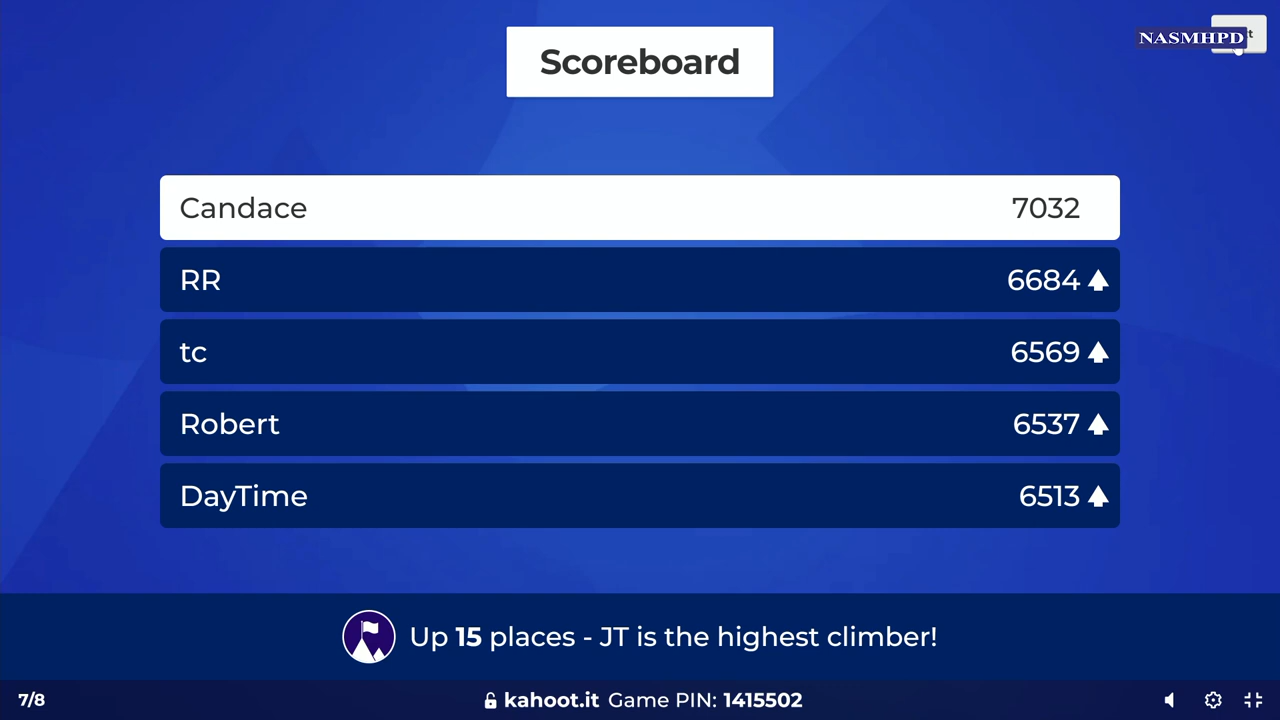 Scoreboard
NASMHPD
Candace 7032
RR 6684
tc 6569
Robert 6537
DayTime 6513
Up 15 places - JT is the highest climber!
7/8
kahoot.it Game PIN: 1415502